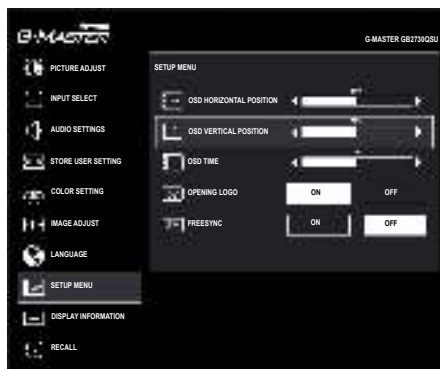 G-MASTER
G-MASTER GB2730QSU
PICTURE ADJUST
INPUT SELECT
AUDIO SETTINGS
STORE USER SETTING
COLOR SETTING
IMAGE ADJUST
LANGUAGE
SETUP MENU
DISPLAY INFORMATION
RECALL
SETUP MENU
OSD HORIZONTAL POSITION
OSD VERTICAL POSITION
OSD TIME
OPENING LOGO ON OFF
FREESYNC ON OFF